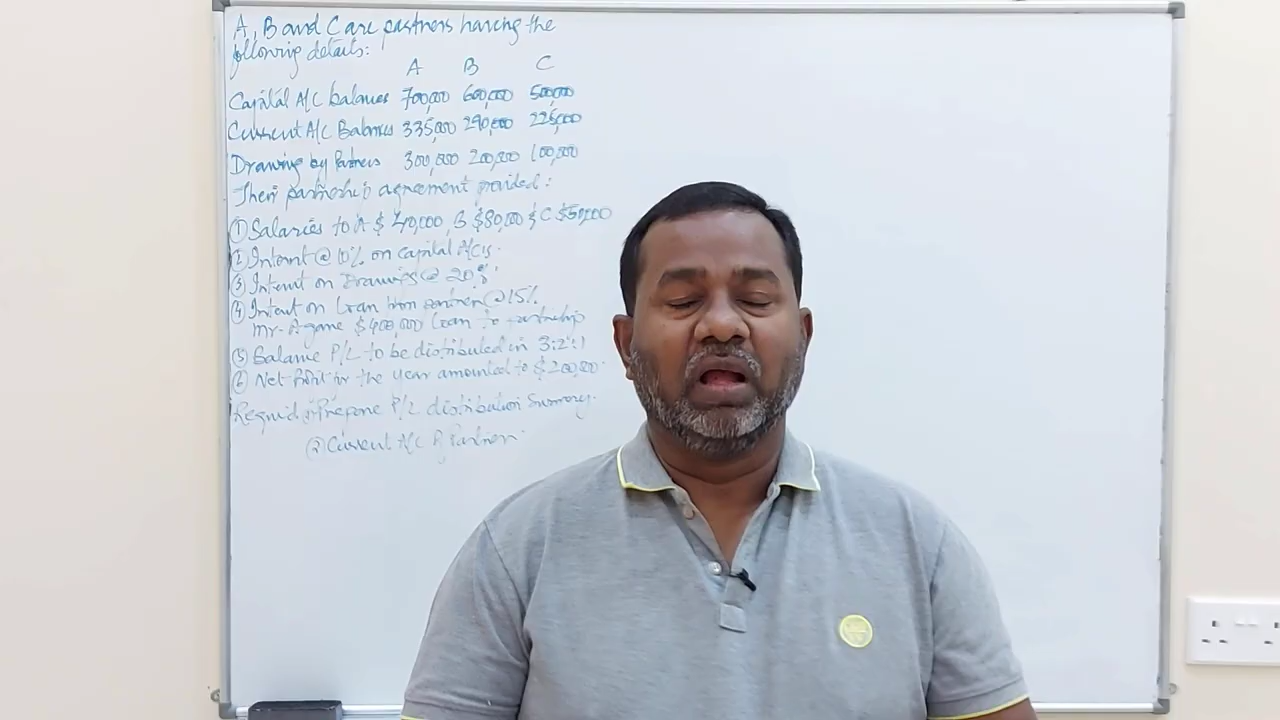 A, B and C are partners having the
following details:
A B C
Capital A/C balances 700,000 600,000 500,000
Current A/C Balances 335,000 290,000 225,000
Drawing by Partners 300,000 200,000 100,000
Their partnership agreement provided:
① Salaries to A $ 40,000, B $80,000 & C $50,000
② Interest @ 10% on capital A/Cs.
③ Interest on Drawings @ 20%
④ Interest on Loan from partner @ 15%
Mr. A gave $400,000 Loan to partnership
⑤ Balance P/L to be distributed in 3:2:1
⑥ Net Profit for the year amounted to $200,000.
Required: ① Prepare P/L distribution Summary.
② Current A/C of Partner